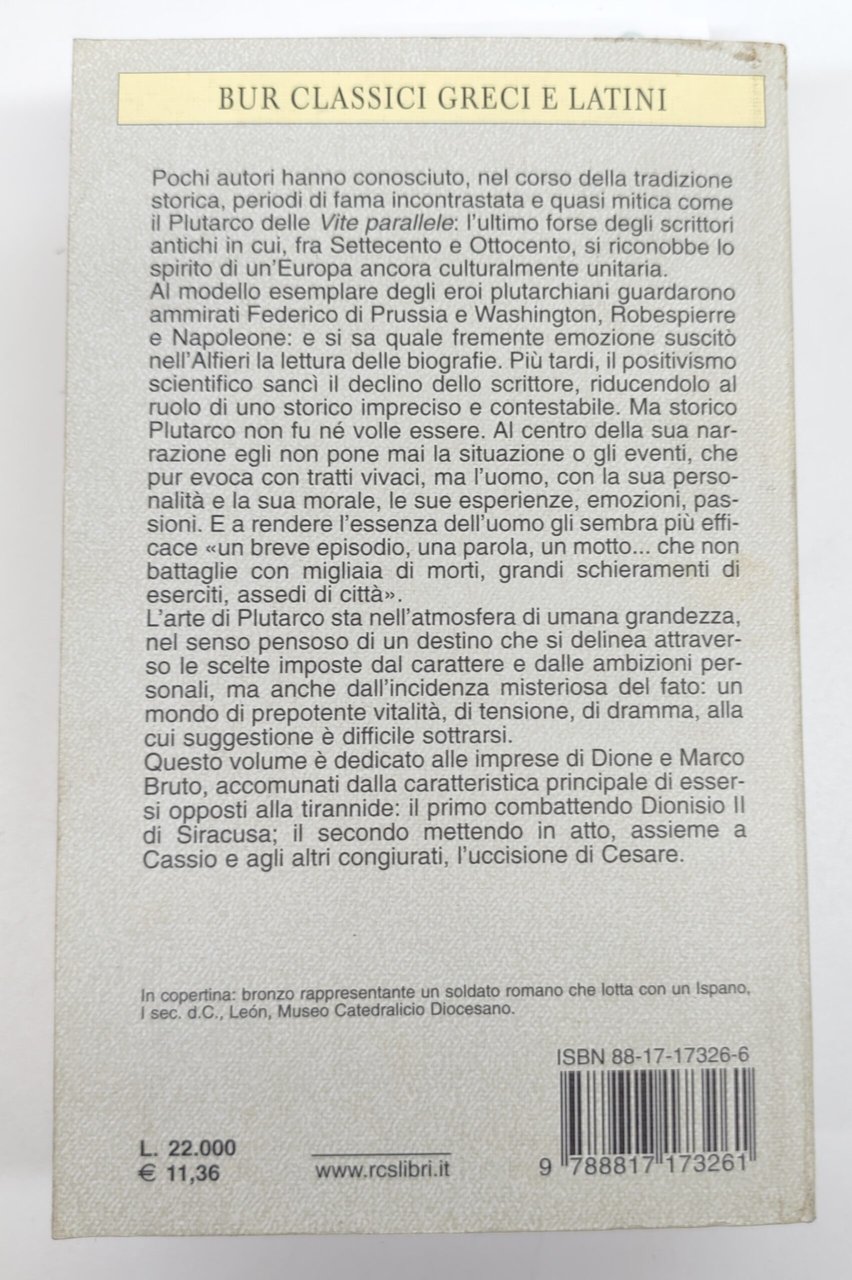 BUR CLASSICI GRECI E LATINI
Pochi autori hanno conosciuto, nel corso della tradizione
storica, periodi di fama incontrastata e quasi mitica come
il Plutarco delle Vite parallele: l'ultimo forse degli scrittori
antichi in cui, fra Settecento e Ottocento, si riconobbe lo
spirito di un'Europa ancora culturalmente unitaria.
Al modello esemplare degli eroi plutarchiani guardarono
ammirati Federico di Prussia e Washington, Robespierre
e Napoleone: e si sa quale fremente emozione suscitò
nell'Alfieri la lettura delle biografie. Più tardi, il positivismo
scientifico sancì il declino dello scrittore, riducendolo al
ruolo di uno storico impreciso e contestabile. Ma storico
Plutarco non fu né volle essere. Al centro della sua nar-
razione egli non pone mai la situazione o gli eventi, che
pur evoca con tratti vivaci, ma l'uomo, con la sua perso-
nalità e la sua morale, le sue esperienze, emozioni, pas-
sioni. E a rendere l'essenza dell'uomo gli sembra più effi-
cace «un breve episodio, una parola, un motto... che non
battaglie con migliaia di morti, grandi schieramenti di
eserciti, assedi di città».
L'arte di Plutarco sta nell'atmosfera di umana grandezza,
nel senso pensoso di un destino che si delinea attraver-
so le scelte imposte dal carattere e dalle ambizioni per-
sonali, ma anche dall'incidenza misteriosa del fato: un
mondo di prepotente vitalità, di tensione, di dramma, alla
cui suggestione è difficile sottrarsi.
Questo volume è dedicato alle imprese di Dione e Marco
Bruto, accomunati dalla caratteristica principale di esser-
si opposti alla tirannide: il primo combattendo Dionisio II
di Siracusa; il secondo mettendo in atto, assieme a
Cassio e agli altri congiurati, l'uccisione di Cesare.
In copertina: bronzo rappresentante un soldato romano che lotta con un Ispano,
I sec. d.C., León, Museo Catedralicio Diocesano.
ISBN 88-17-17326-6
L. 22.000
€ 11,36
www.rcslibri.it
9 788817 173261